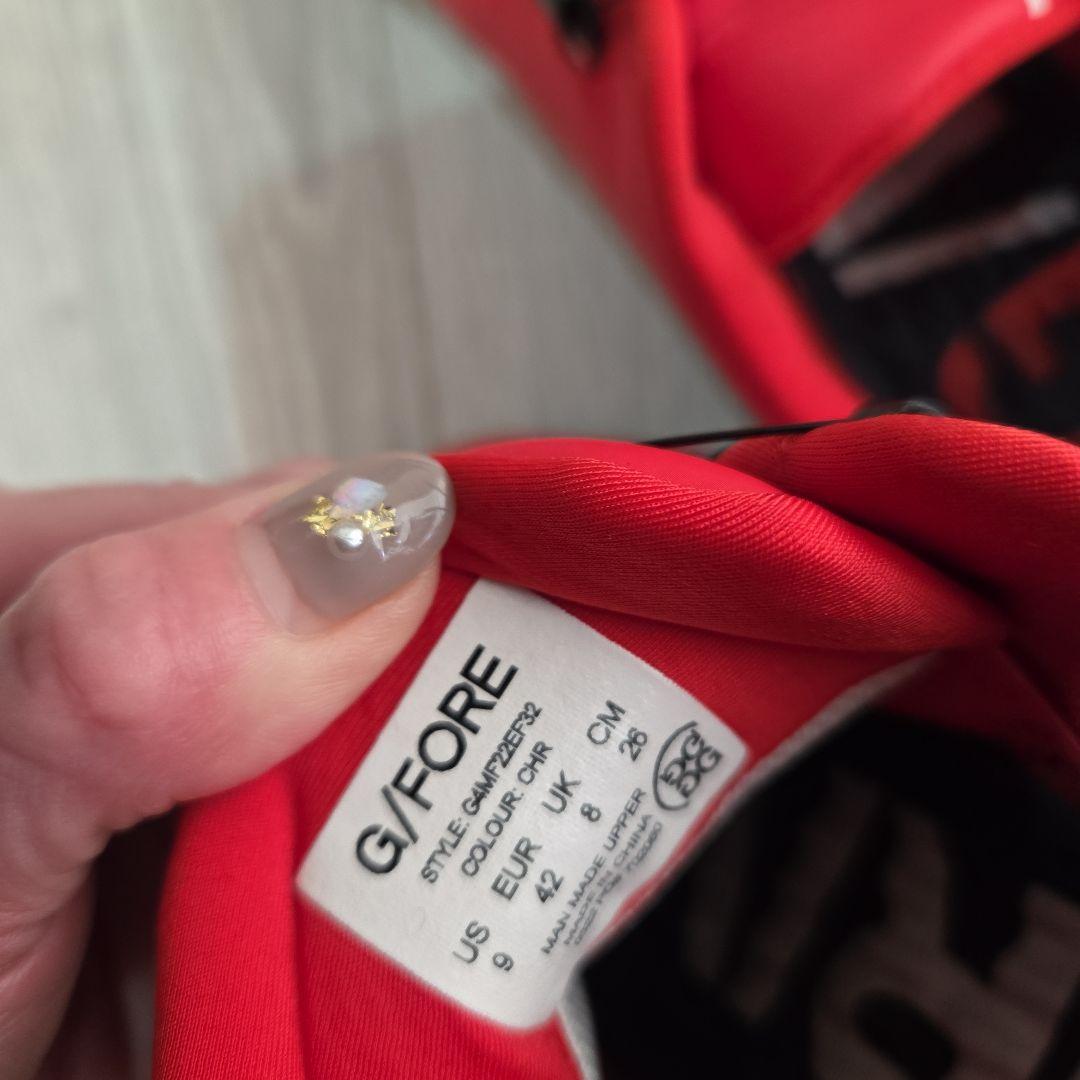 G/FORE
STYLE: G4MF22EF32
COLOUR: CHR
US EUR UK CM
9 42 8 26
MAN MADE UPPER
MADE IN CHINA